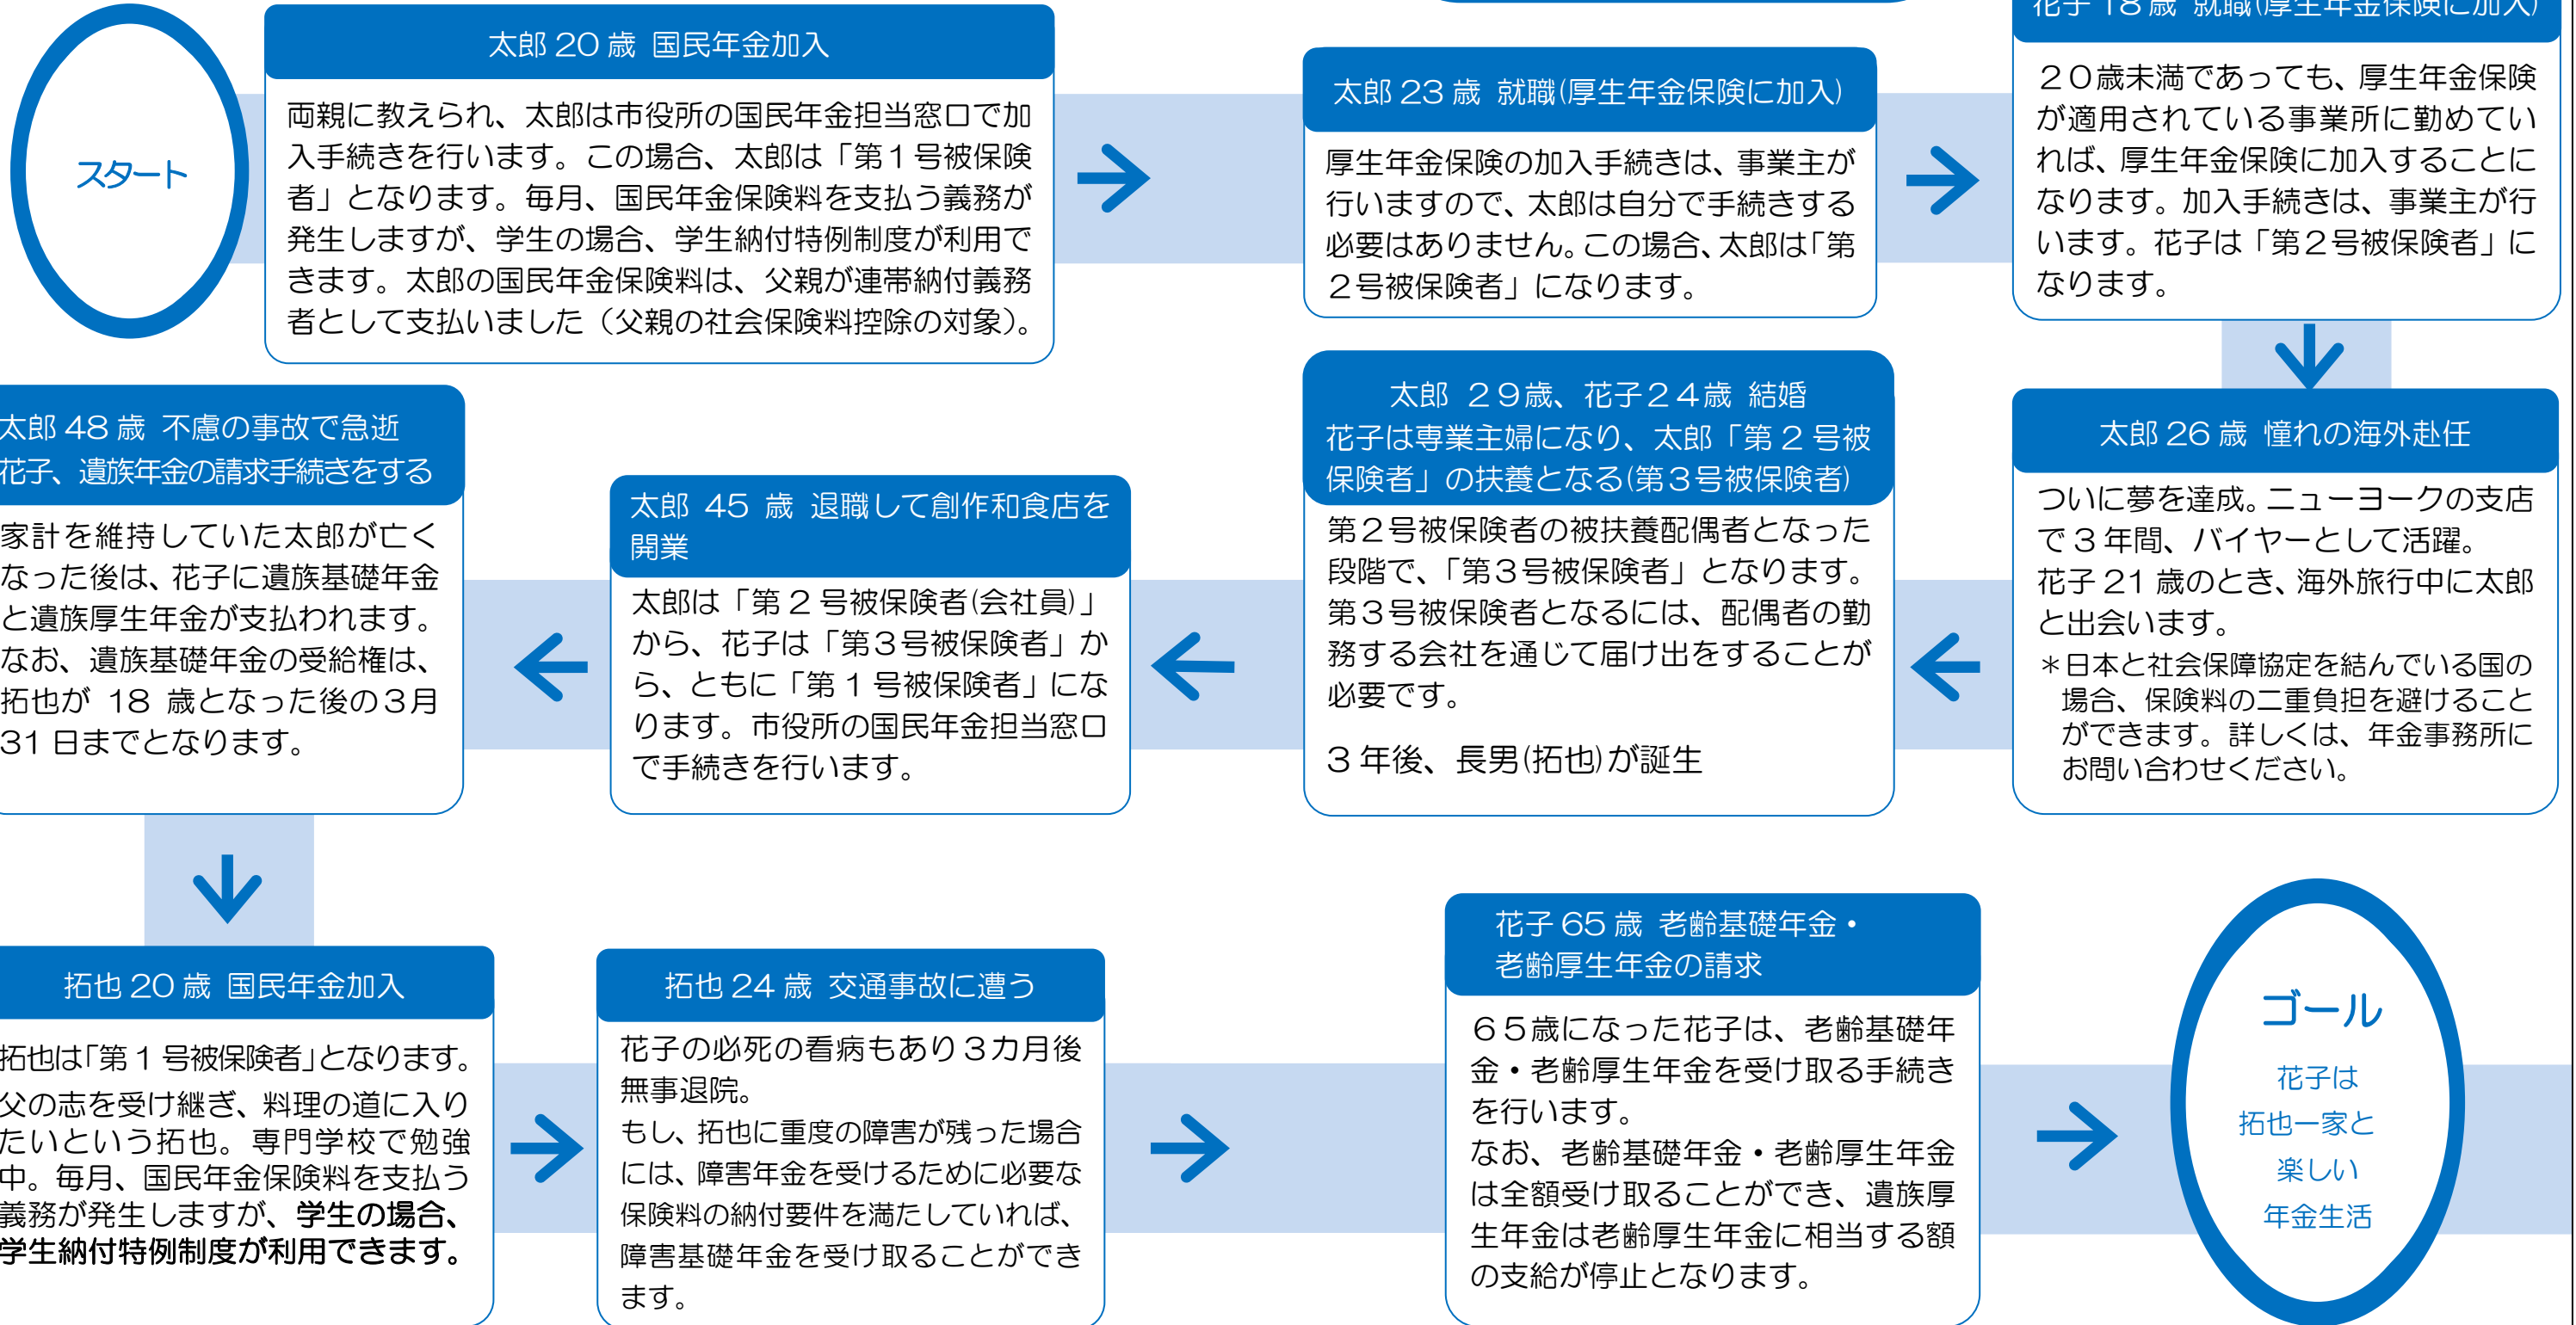 スタート
太郎 20 歳 国民年金加入
両親に教えられ、太郎は市役所の国民年金担当窓口で加
入手続きを行います。この場合、太郎は「第１号被保険
者」となります。毎月、国民年金保険料を支払う義務が
発生しますが、学生の場合、学生納付特例制度が利用で
きます。太郎の国民年金保険料は、父親が連帯納付義務
者として支払いました（父親の社会保険料控除の対象）。
太郎 23 歳 就職(厚生年金保険に加入)
厚生年金保険の加入手続きは、事業主が
行いますので、太郎は自分で手続きする
必要はありません。この場合、太郎は「第
２号被保険者」になります。
花子 18 歳 就職(厚生年金保険に加入)
２０歳未満であっても、厚生年金保険
が適用されている事業所に勤めてい
れば、厚生年金保険に加入することに
なります。加入手続きは、事業主が行
います。花子は「第２号被保険者」に
なります。
太郎 26 歳 憧れの海外赴任
ついに夢を達成。ニューヨークの支店
で 3 年間、バイヤーとして活躍。
花子 21 歳のとき、海外旅行中に太郎
と出会います。
＊日本と社会保障協定を結んでいる国の
場合、保険料の二重負担を避けること
ができます。詳しくは、年金事務所に
お問い合わせください。
太郎 ２９歳、花子２４歳 結婚
花子は専業主婦になり、太郎「第 2 号被
保険者」の扶養となる(第３号被保険者)
第２号被保険者の被扶養配偶者となった
段階で、「第３号被保険者」となります。
第３号被保険者となるには、配偶者の勤
務する会社を通じて届け出をすることが
必要です。
3 年後、長男(拓也)が誕生
太郎 45 歳 退職して創作和食店を
開業
太郎は「第 2 号被保険者(会社員)」
から、花子は「第３号被保険者」か
ら、ともに「第 1 号被保険者」にな
ります。市役所の国民年金担当窓口
で手続きを行います。
太郎 48 歳 不慮の事故で急逝
花子、遺族年金の請求手続きをする
家計を維持していた太郎が亡く
なった後は、花子に遺族基礎年金
と遺族厚生年金が支払われます。
なお、遺族基礎年金の受給権は、
拓也が 18 歳となった後の３月
31 日までとなります。
拓也 20 歳 国民年金加入
拓也は「第 1 号被保険者」となります。
父の志を受け継ぎ、料理の道に入り
たいという拓也。専門学校で勉強
中。毎月、国民年金保険料を支払う
義務が発生しますが、学生の場合、
学生納付特例制度が利用できます。
拓也 24 歳 交通事故に遭う
花子の必死の看病もあり３カ月後
無事退院。
もし、拓也に重度の障害が残った場合
には、障害年金を受けるために必要な
保険料の納付要件を満たしていれば、
障害基礎年金を受け取ることができ
ます。
花子 65 歳 老齢基礎年金・
老齢厚生年金の請求
６５歳になった花子は、老齢基礎年
金・老齢厚生年金を受け取る手続き
を行います。
なお、老齢基礎年金・老齢厚生年金
は全額受け取ることができ、遺族厚
生年金は老齢厚生年金に相当する額
の支給が停止となります。
ゴール
花子は
拓也一家と
楽しい
年金生活